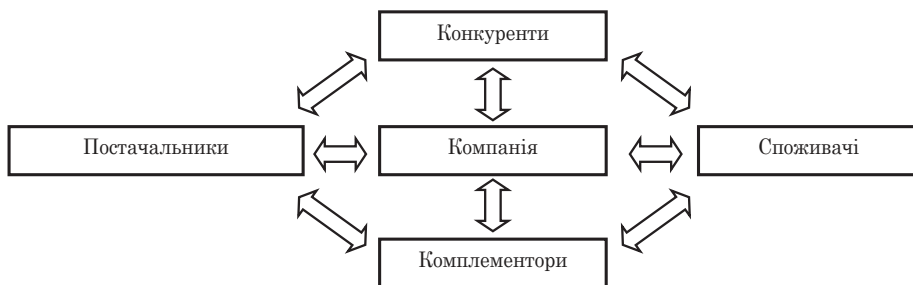 Конкуренти
Постачальники
Компанія
Споживачі
Комплементори